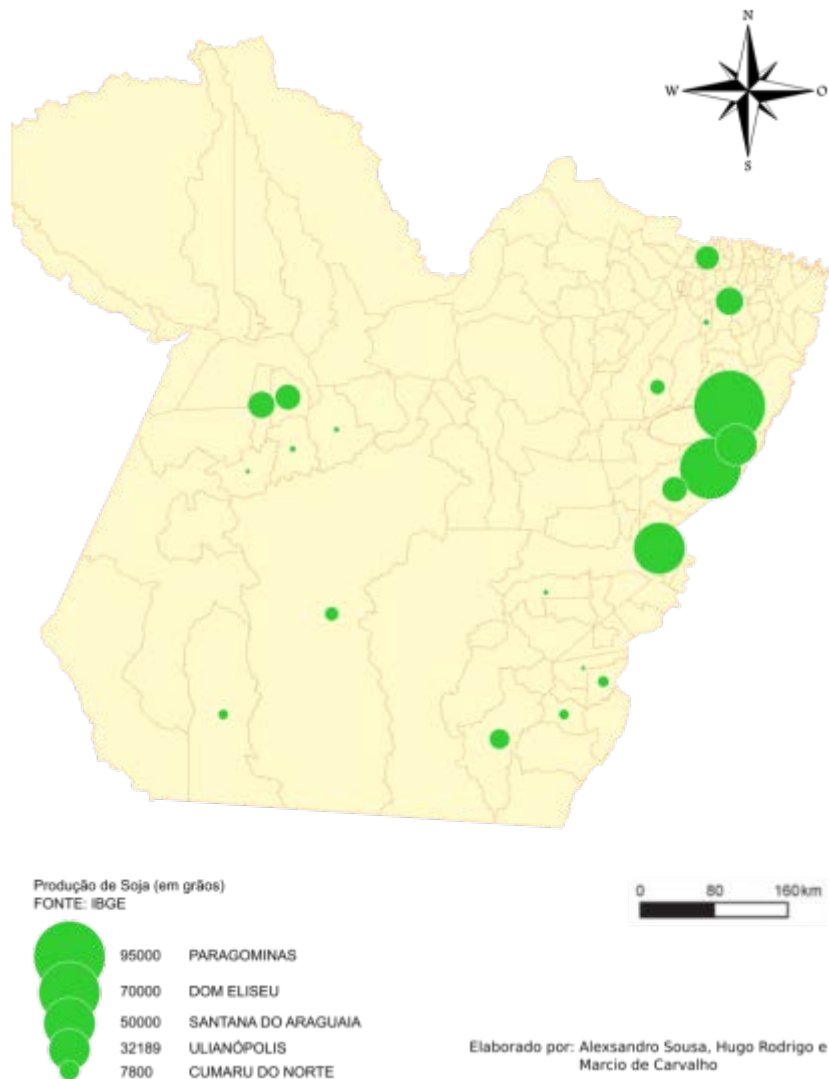 N
W O
S
Produção de Soja (em grãos)
FONTE: IBGE
0 80 160km
95000 PARAGOMINAS
70000 DOM ELISEU
50000 SANTANA DO ARAGUAIA
32189 ULIANÓPOLIS
7800 CUMARU DO NORTE
Elaborado por: Alexsandro Sousa, Hugo Rodrigo e
Marcio de Carvalho